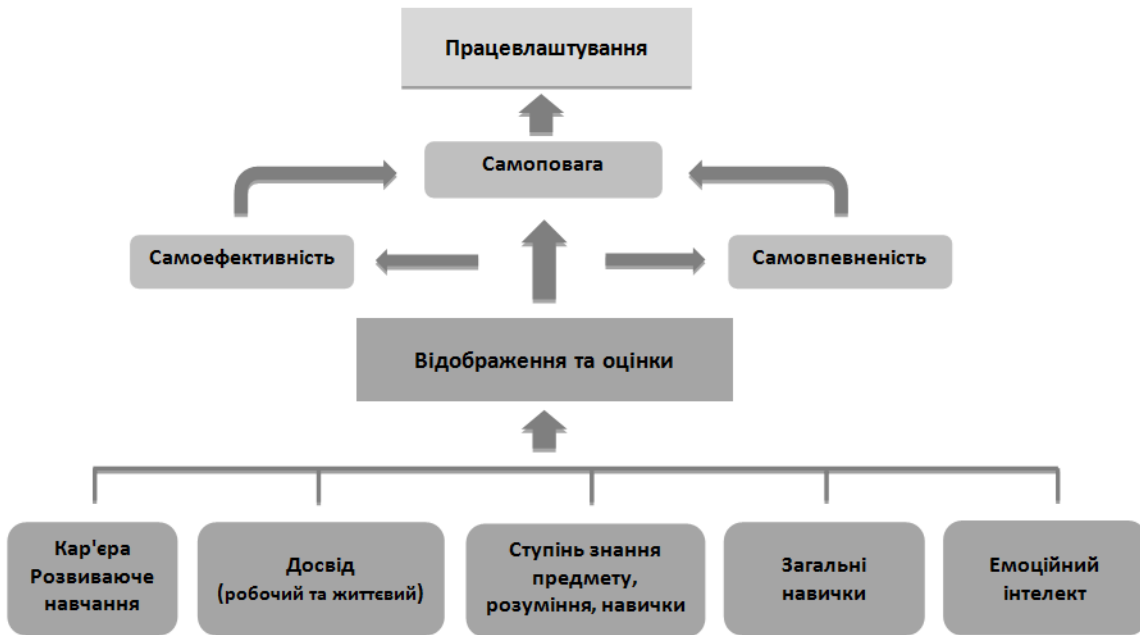 Працевлаштування
Самоповага
Самоефективність
Самовпевненість
Відображення та оцінки
Кар'єра
Розвиваюче
навчання
Досвід
(робочий та життєвий)
Ступінь знання
предмету,
розуміння, навички
Загальні
навички
Емоційний
інтелект